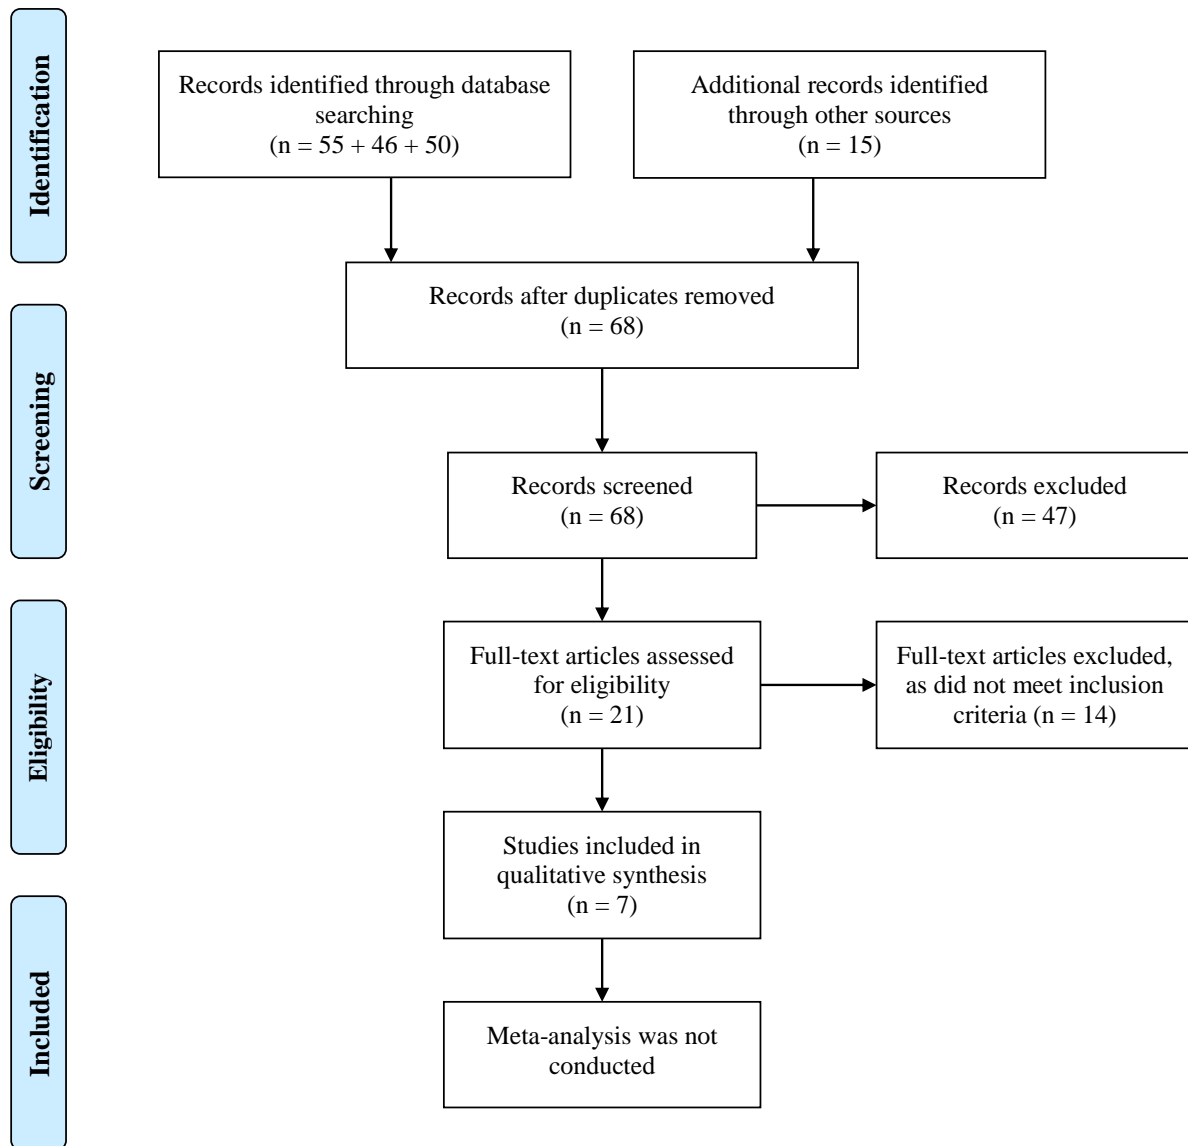 Identification
Records identified through database
searching
(n = 55 + 46 + 50)
Additional records identified
through other sources
(n = 15)
Records after duplicates removed
(n = 68)
Screening
Records screened
(n = 68)
Records excluded
(n = 47)
Eligibility
Full-text articles assessed
for eligibility
(n = 21)
Full-text articles excluded,
as did not meet inclusion
criteria (n = 14)
Studies included in
qualitative synthesis
(n = 7)
Included
Meta-analysis was not
conducted